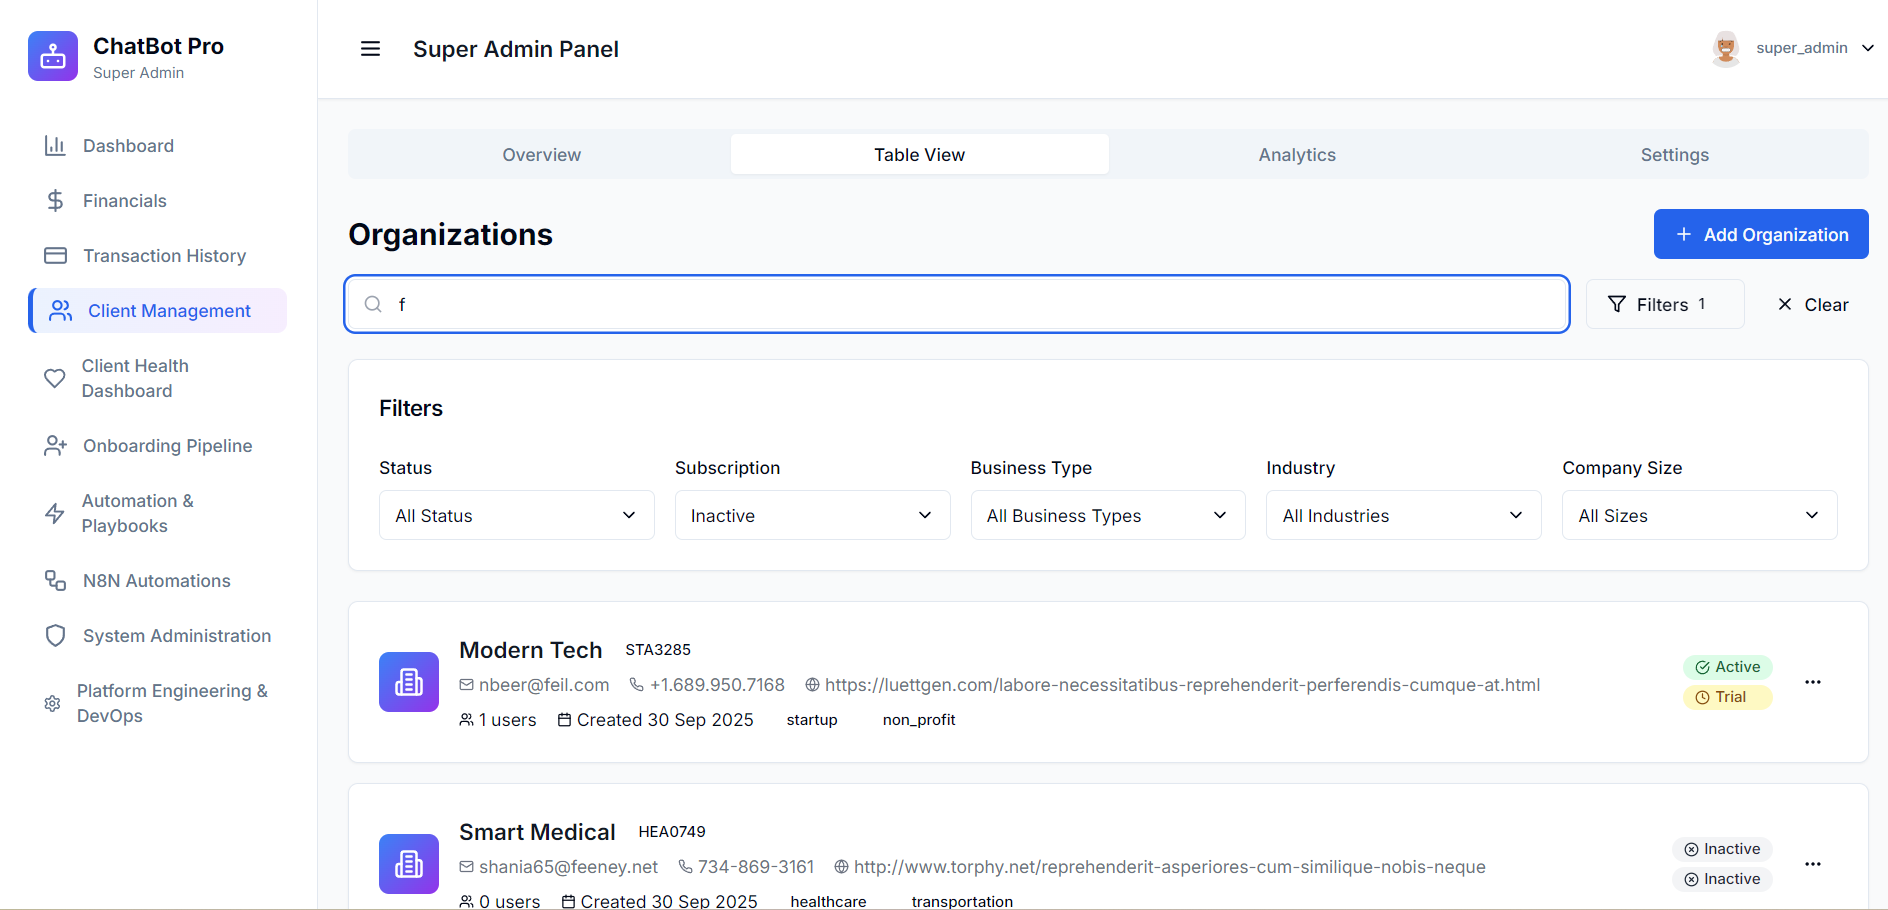 ChatBot Pro
Super Admin
Super Admin Panel
super_admin
Dashboard
Financials
Transaction History
Client Management
Client Health
Dashboard
Onboarding Pipeline
Automation &
Playbooks
N8N Automations
System Administration
Platform Engineering &
DevOps
Overview Table View Analytics Settings
Organizations
Add Organization
f
Filters 1
Clear
Filters
Status Subscription Business Type Industry Company Size
All Status Inactive All Business Types All Industries All Sizes
Modern Tech STA3285
nbeer@feil.com +1.689.950.7168 https://luettgen.com/labore-necessitatibus-reprehenderit-perferendis-cumque-at.html
1 users Created 30 Sep 2025 startup non_profit
Active
Trial
Smart Medical HEA0749
shania65@feeney.net 734-869-3161 http://www.torphy.net/reprehenderit-asperiores-cum-similique-nobis-neque
0 users Created 30 Sep 2025 healthcare transportation
Inactive
Inactive